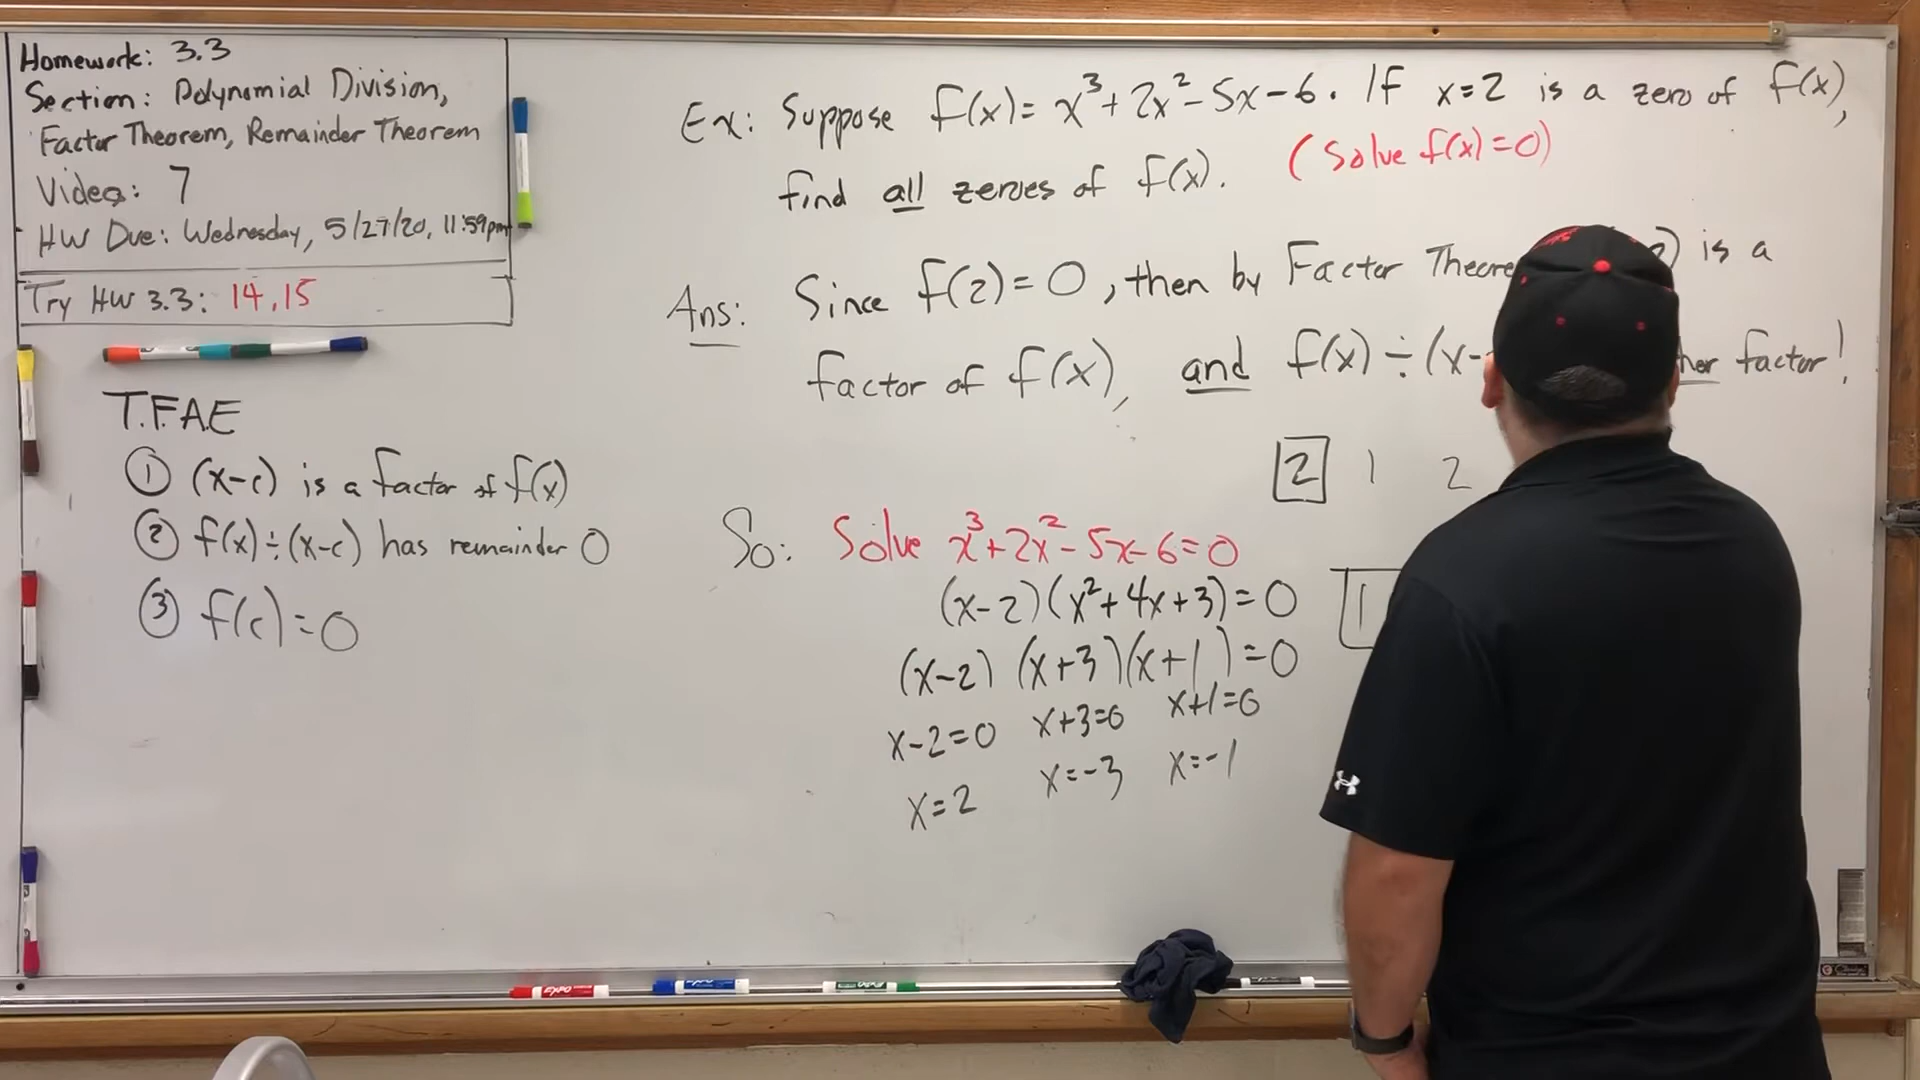 Homework: 3.3
Section: Polynomial Division,
Factor Theorem, Remainder Theorem
Video: 7
HW Due: Wednesday, 5/27/20, 11:59pm
Try HW 3.3: 14,15
T.F.A.E
① (x-c) is a factor of f(x)
② f(x)÷(x-c) has remainder 0
③ f(c)=0
Ex: Suppose f(x)= x³+2x²-5x-6. If x=2 is a zero of f(x),
find all zeroes of f(x). (Solve f(x)=0)
Ans: Since f(2)=0, then by Factor is a
factor of f(x), and f(x)÷(x- factor!
2 1 2
So: Solve x³+2x²-5x-6=0
(x-2)(x²+4x+3)=0
1
(x-2)(x+3)(x+1)=0
x-2=0 x+3=0 x+1=0
x=2 x=-3 x=-1
EXPO